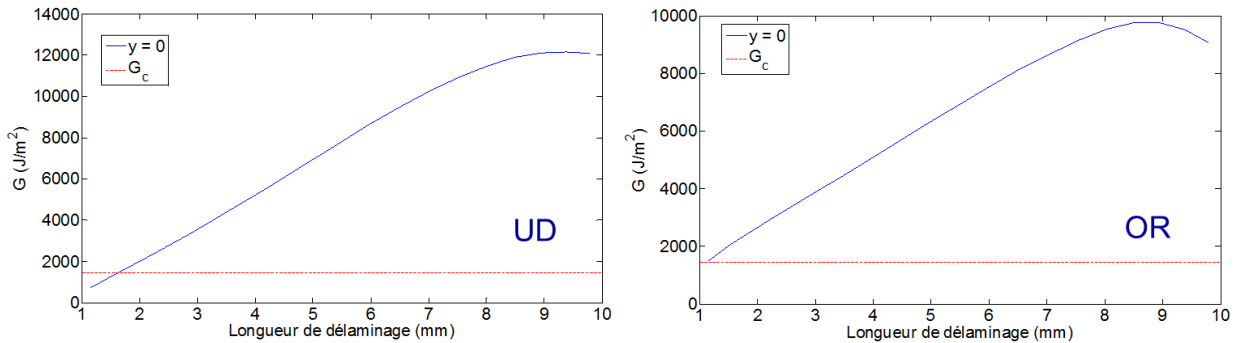 14000
12000
10000
8000
6000
4000
2000
0
G (J/m²)
y = 0
G_c
UD
1 2 3 4 5 6 7 8 9 10
Longueur de délaminage (mm)
10000
8000
6000
4000
2000
0
G (J/m²)
y = 0
G_c
OR
1 2 3 4 5 6 7 8 9 10
Longueur de délaminage (mm)